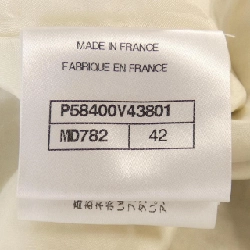 MADE IN FRANCE
FABRIQUE EN FRANCE
P58400V43801
MD782 42